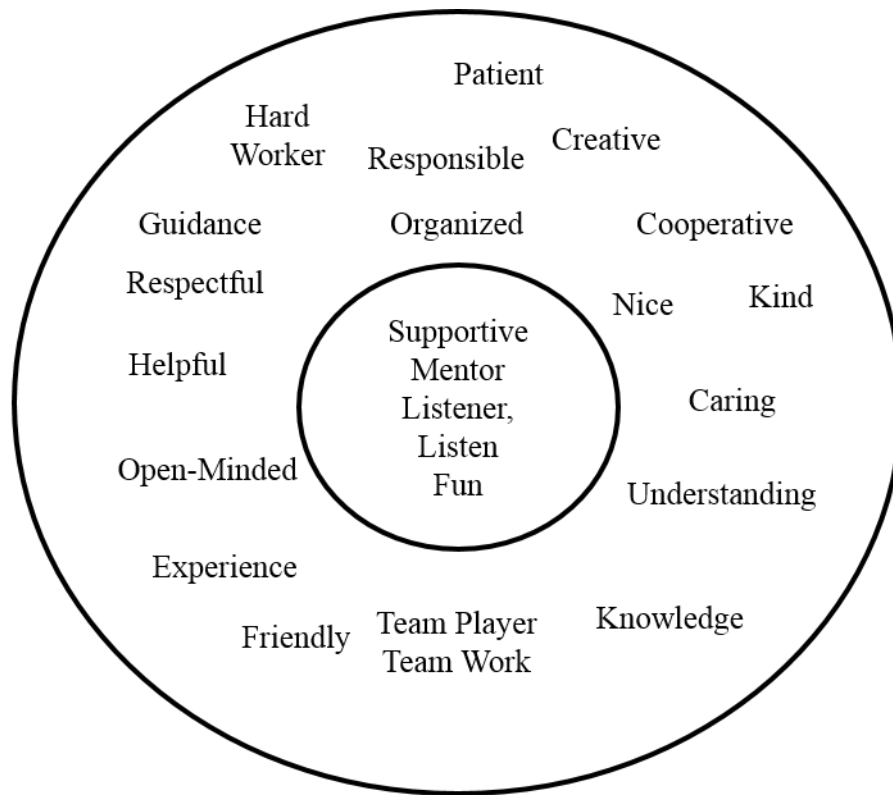 Patient
Hard
Worker
Responsible
Creative
Guidance
Organized
Cooperative
Respectful
Nice
Kind
Supportive
Mentor
Listener,
Listen
Fun
Helpful
Caring
Open-Minded
Understanding
Experience
Friendly
Team Player
Team Work
Knowledge